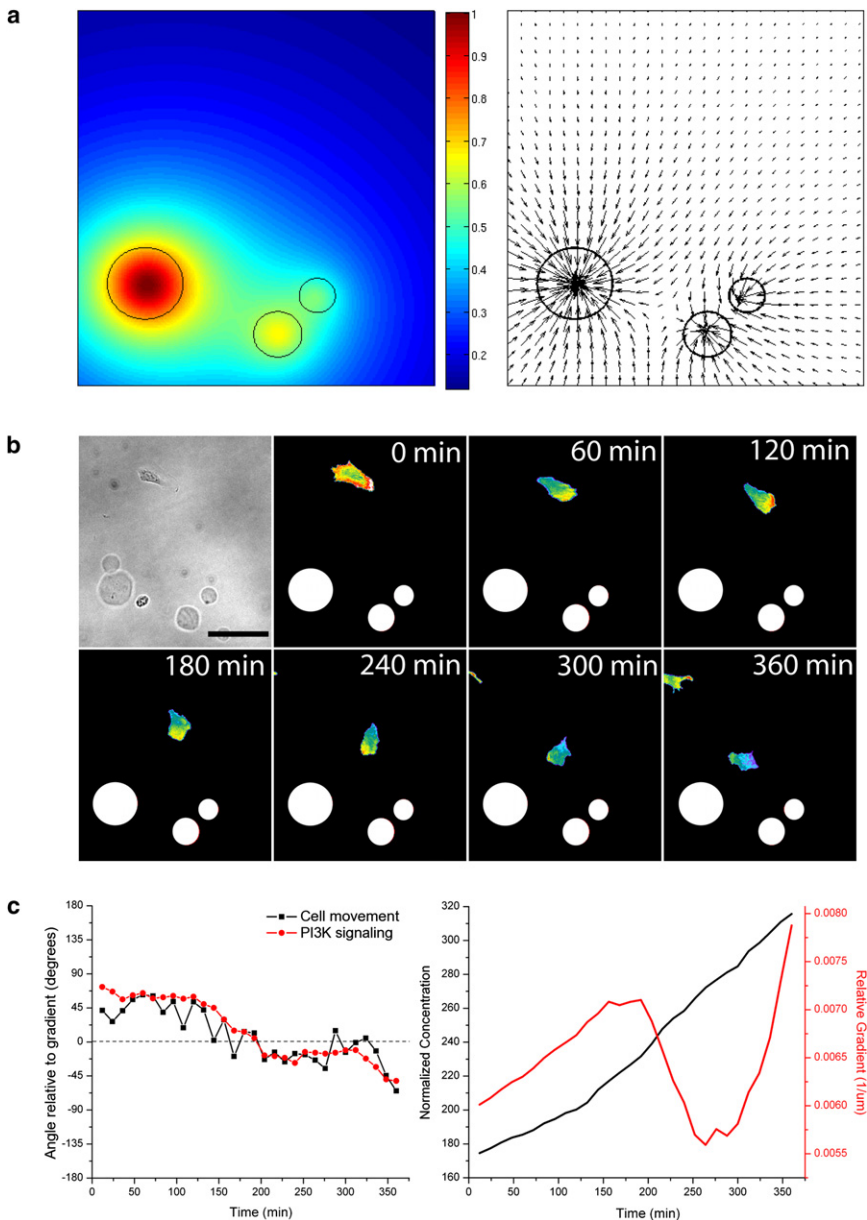 a
1
0.9
0.8
0.7
0.6
0.5
0.4
0.3
0.2
b
0 min
60 min
120 min
180 min
240 min
300 min
360 min
c
180
135
90
45
0
-45
-90
-135
-180
Angle relative to gradient (degrees)
Cell movement
PI3K signaling
0 50 100 150 200 250 300 350
Time (min)
320
300
280
260
240
220
200
180
160
Normalized Concentration
0.0080
0.0075
0.0070
0.0065
0.0060
0.0055
Relative Gradient (1/um)
0 50 100 150 200 250 300 350
Time (min)